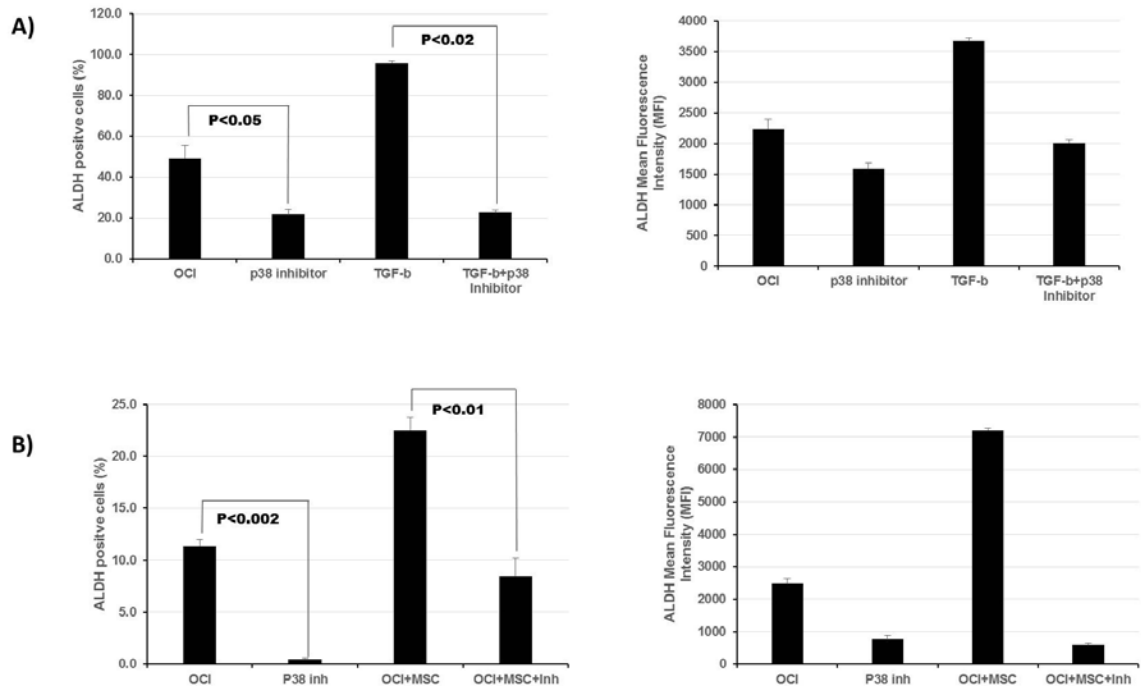 A)
ALDH positve cells (%)
120.0
100.0
80.0
60.0
40.0
20.0
0.0
P<0.05
P<0.02
OCI
p38 inhibitor
TGF-b
TGF-b+p38
Inhibitor
ALDH Mean Fluorescence
Intensity (MFI)
4000
3500
3000
2500
2000
1500
1000
500
0
OCI
p38 inhibitor
TGF-b
TGF-b+p38
Inhibitor
B)
ALDH positve cells (%)
25.0
20.0
15.0
10.0
5.0
0.0
P<0.002
P<0.01
OCI
P38 inh
OCI+MSC
OCI+MSC+Inh
ALDH Mean Fluorescence
Intensity (MFI)
8000
7000
6000
5000
4000
3000
2000
1000
0
OCI
P38 inh
OCI+MSC
OCI+MSC+Inh